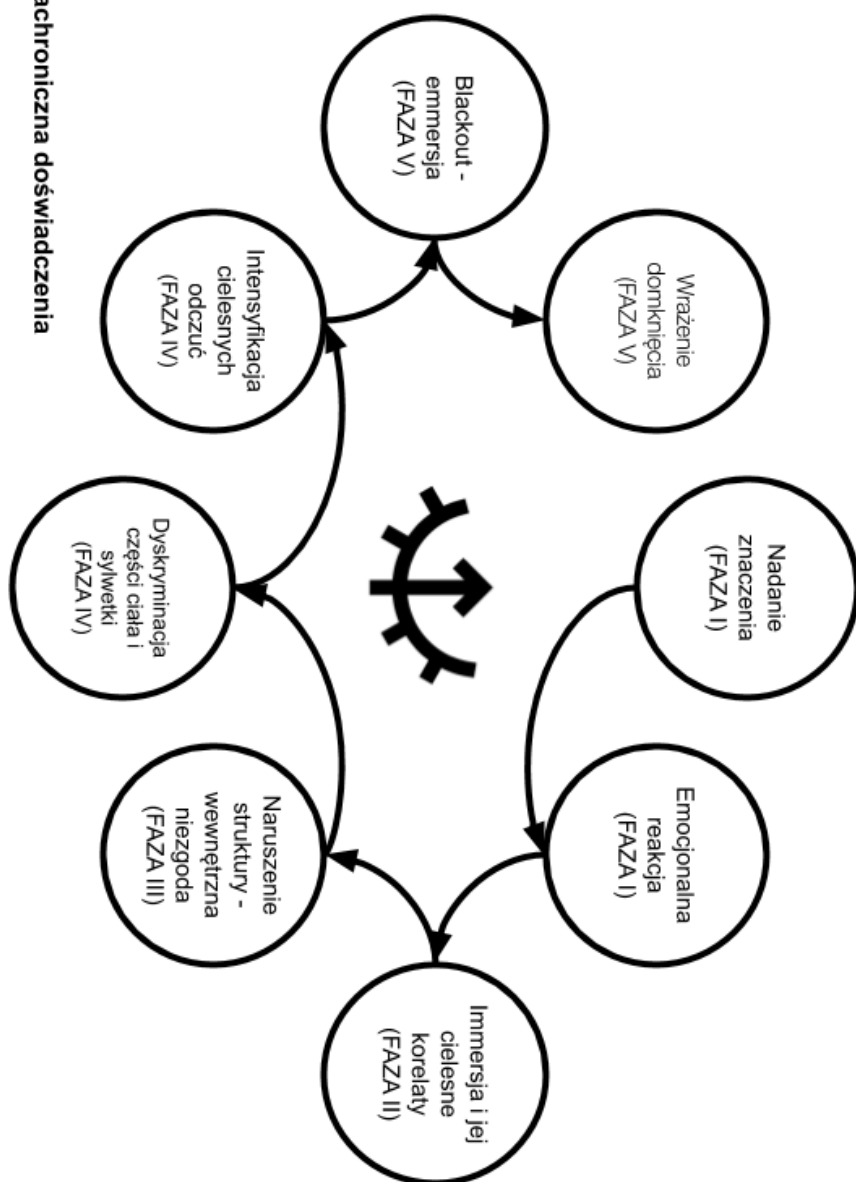 Nadanie
znaczenia
(FAZA I)
Emocjonalna
reakcja
(FAZA I)
Immersja i jej
cielesne
korelaty
(FAZA II)
Naruszenie
struktury -
wewnętrzna
niezgoda
(FAZA III)
Dyskryminacja
części ciała i
sylwetki
(FAZA IV)
Intensyfikacja
cielesnych
odczuć
(FAZA IV)
Blackout -
emmersja
(FAZA V)
Wrażenie
domknięcia
(FAZA V)
achroniczna doświadczenia